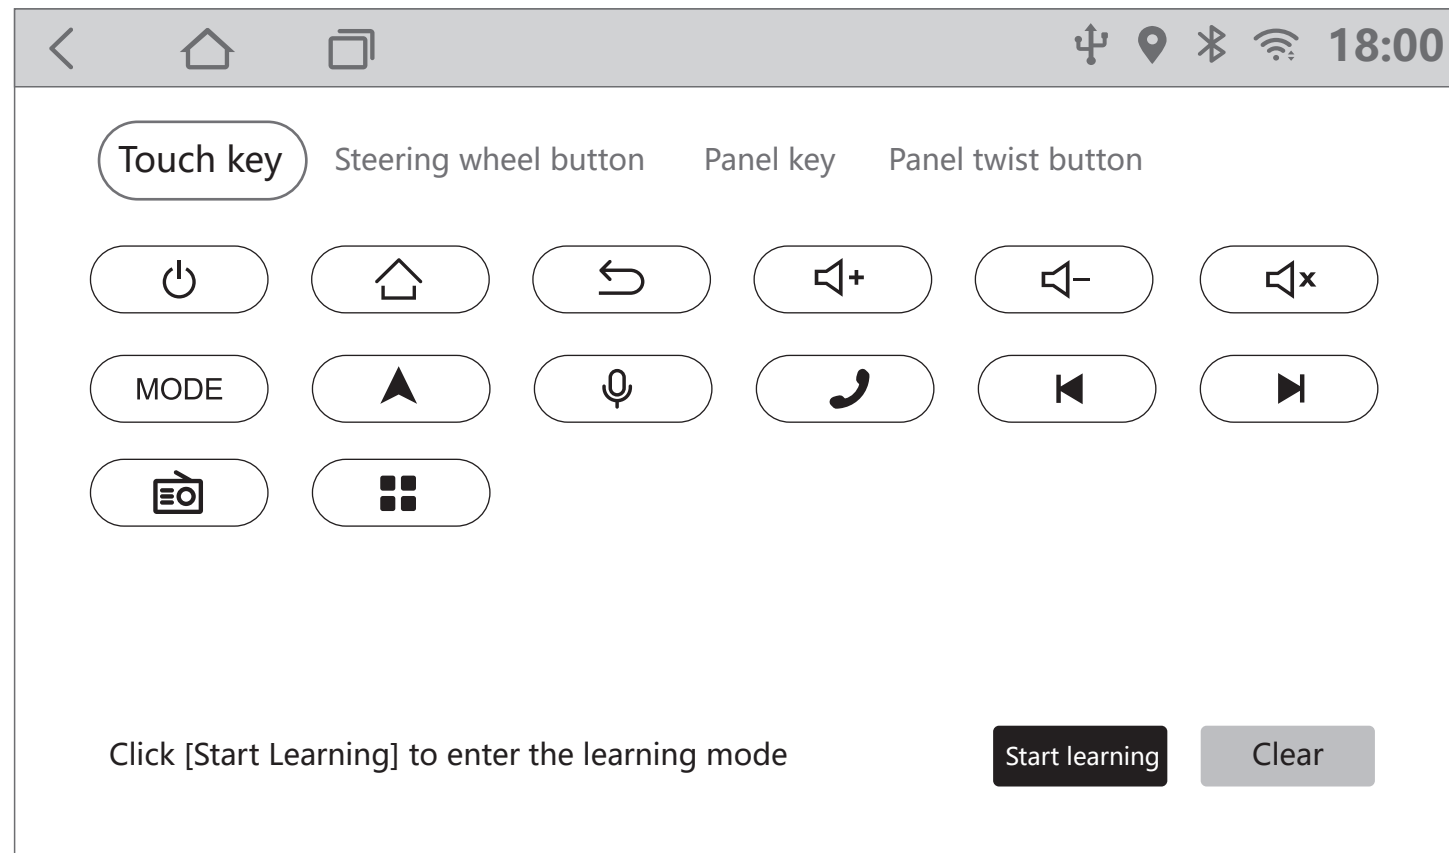 18:00
Touch key Steering wheel button Panel key Panel twist button
MODE
Click [Start Learning] to enter the learning mode Start learning Clear